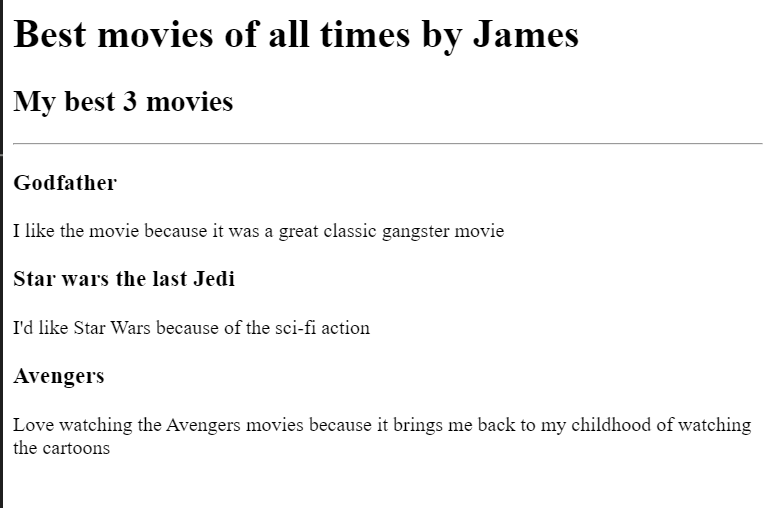 Best movies of all times by James
My best 3 movies
Godfather
I like the movie because it was a great classic gangster movie
Star wars the last Jedi
I'd like Star Wars because of the sci-fi action
Avengers
Love watching the Avengers movies because it brings me back to my childhood of watching
the cartoons